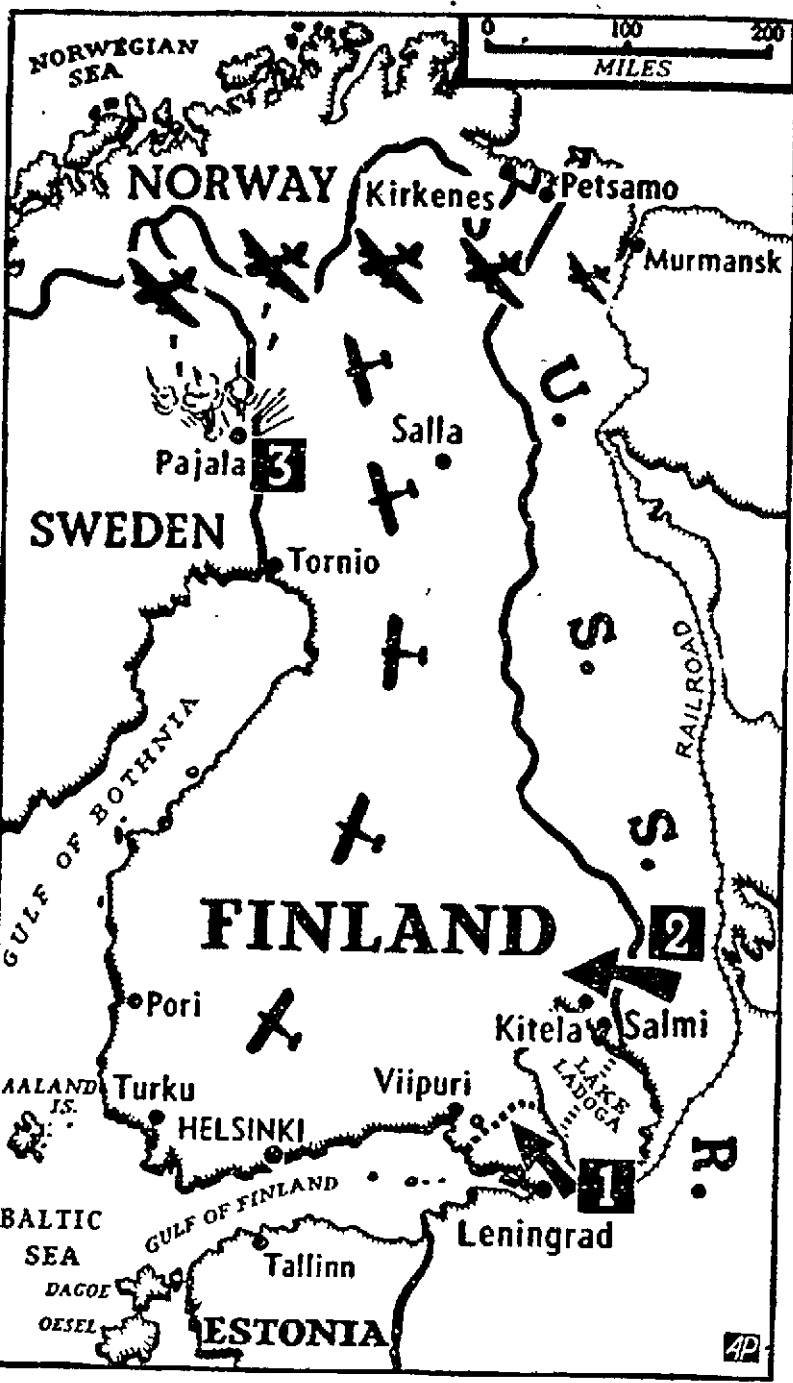 0 100 200
MILES
NORWEGIAN
SEA
NORWAY
Kirkenes
Petsamo
Murmansk
U.
Salla
Pajala
3
SWEDEN
Tornio
S.
RAILROAD
GULF OF BOTHNIA
S.
FINLAND
2
Pori
Kitela
Salmi
AALAND
IS.
Turku
Viipuri
LAKE
LADOGA
HELSINKI
R.
1
GULF OF FINLAND
Leningrad
BALTIC
SEA
Tallinn
DAGOE
OESEL
ESTONIA
AP